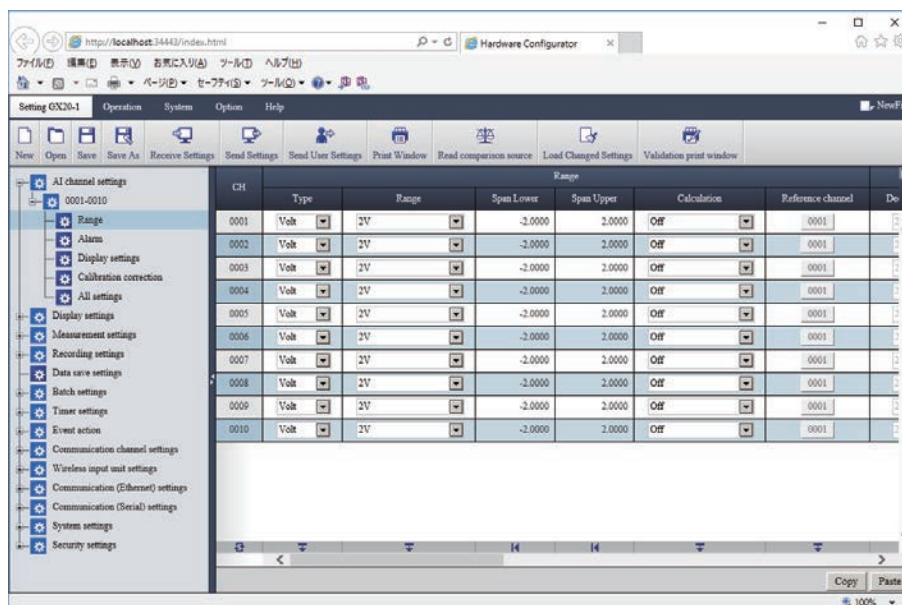 http://localhost:34443/index.html
Hardware Configurator
ファイル(F) 編集(E) 表示(V) お気に入り(A) ツール(T) ヘルプ(H)
ページ(P) セーフティ(S) ツール(O)
Setting GX20-1 Operation System Option Help
New Open Save Save As Receive Settings Send Settings Send User Settings Print Window Read comparison source Load Changed Settings Validation print window
AI channel settings
0001-0010
Range
Alarm
Display settings
Calibration correction
All settings
Display settings
Measurement settings
Recording settings
Data save settings
Batch settings
Timer settings
Event action
Communication channel settings
Wireless input unit settings
Communication (Ethernet) settings
Communication (Serial) settings
System settings
Security settings
Range
CH Type Range Span Lower Span Upper Calculation Reference channel
0001 Volt 2V -2.0000 2.0000 Off 0001
0002 Volt 2V -2.0000 2.0000 Off 0001
0003 Volt 2V -2.0000 2.0000 Off 0001
0004 Volt 2V -2.0000 2.0000 Off 0001
0005 Volt 2V -2.0000 2.0000 Off 0001
0006 Volt 2V -2.0000 2.0000 Off 0001
0007 Volt 2V -2.0000 2.0000 Off 0001
0008 Volt 2V -2.0000 2.0000 Off 0001
0009 Volt 2V -2.0000 2.0000 Off 0001
0010 Volt 2V -2.0000 2.0000 Off 0001
Copy Paste
100%